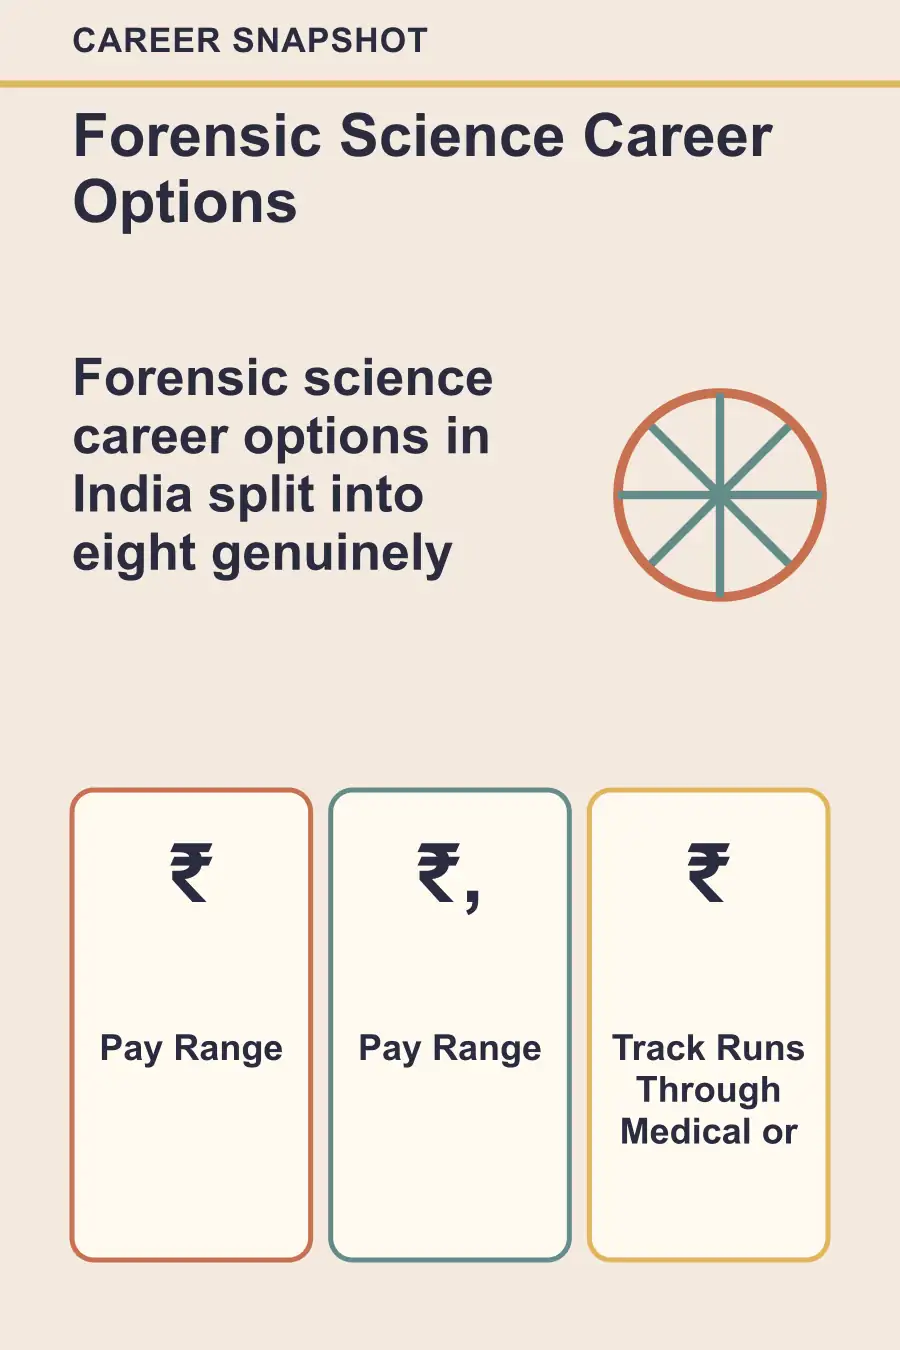 CAREER SNAPSHOT
Forensic Science Career
Options
Forensic science
career options in
India split into
eight genuinely
₹
Pay Range
₹,
Pay Range
₹
Track Runs
Through
Medical or